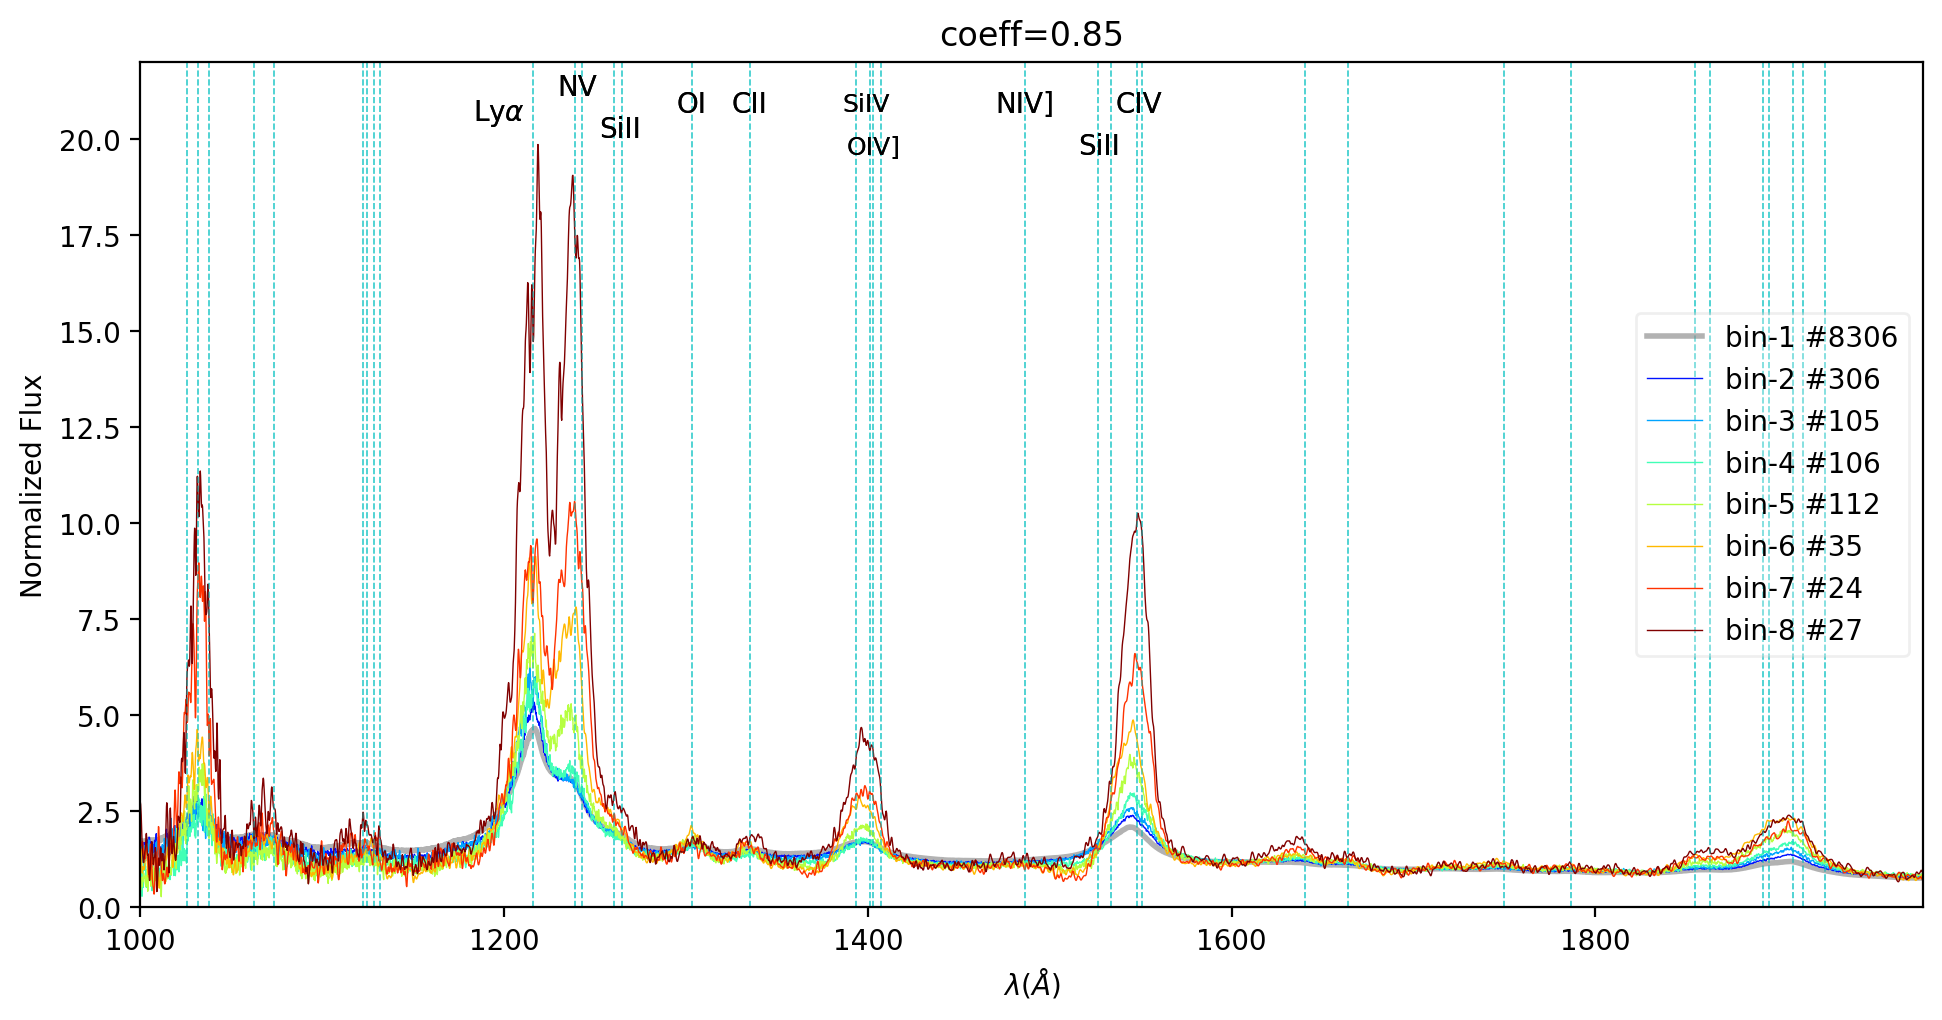 coeff=0.85
NV
Lyα
SiII
OI
CII
SiIV
OIV]
NIV]
CIV
SiII
Normalized Flux
20.0
17.5
15.0
12.5
10.0
7.5
5.0
2.5
0.0
bin-1 #8306
bin-2 #306
bin-3 #105
bin-4 #106
bin-5 #112
bin-6 #35
bin-7 #24
bin-8 #27
1000 1200 1400 1600 1800
λ(Å)